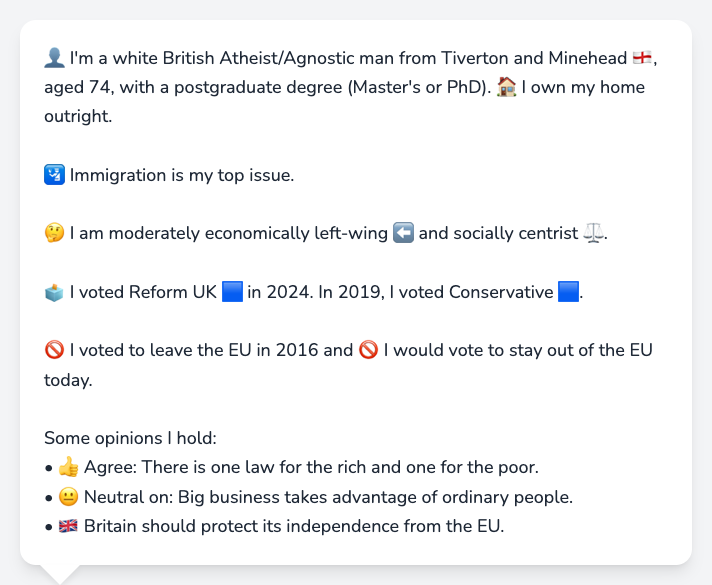 👤 I'm a white British Atheist/Agnostic man from Tiverton and Minehead 🏴󠁧󠁢󠁥󠁮󠁧󠁿,
aged 74, with a postgraduate degree (Master's or PhD). 🏠 I own my home
outright.
🛂 Immigration is my top issue.
🤔 I am moderately economically left-wing ⬅️ and socially centrist ⚖️.
🗳️ I voted Reform UK 🟦 in 2024. In 2019, I voted Conservative 🟦.
🚫 I voted to leave the EU in 2016 and 🚫 I would vote to stay out of the EU
today.
Some opinions I hold:
• 👍 Agree: There is one law for the rich and one for the poor.
• 😐 Neutral on: Big business takes advantage of ordinary people.
• 🇬🇧 Britain should protect its independence from the EU.